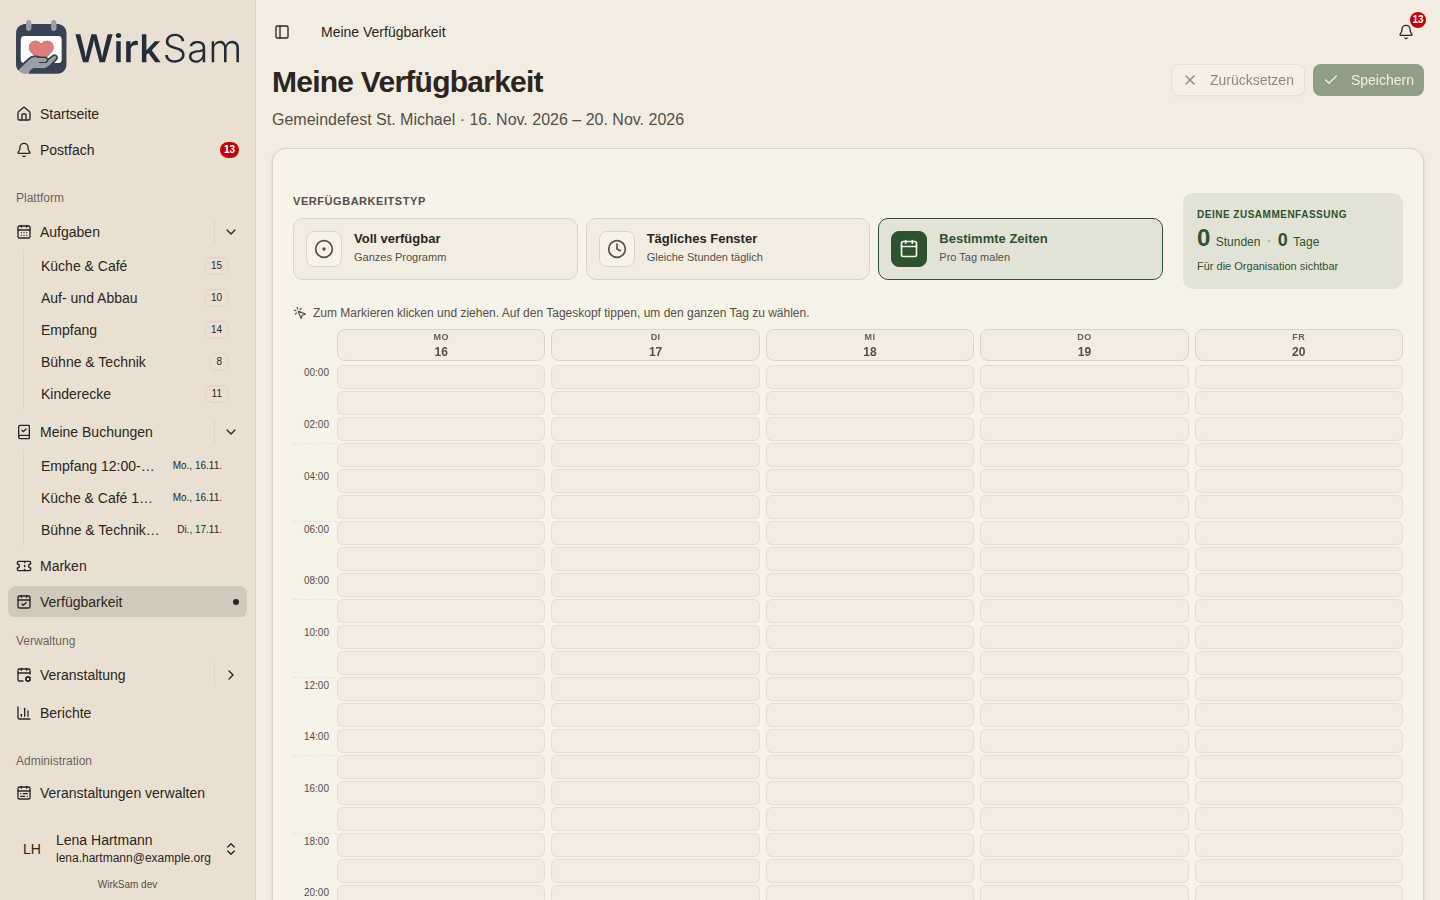 WirkSam
Startseite
Postfach
13
Plattform
Aufgaben
Küche & Café
15
Auf- und Abbau
10
Empfang
14
Bühne & Technik
8
Kinderecke
11
Meine Buchungen
Empfang 12:00-…
Mo., 16.11.
Küche & Café 1…
Mo., 16.11.
Bühne & Technik…
Di., 17.11.
Marken
Verfügbarkeit
Verwaltung
Veranstaltung
Berichte
Administration
Veranstaltungen verwalten
LH
Lena Hartmann
lena.hartmann@example.org
WirkSam dev
Meine Verfügbarkeit
13
Meine Verfügbarkeit
Zurücksetzen
Speichern
Gemeindefest St. Michael · 16. Nov. 2026 – 20. Nov. 2026
VERFÜGBARKEITSTYP
Voll verfügbar
Ganzes Programm
Tägliches Fenster
Gleiche Stunden täglich
Bestimmte Zeiten
Pro Tag malen
DEINE ZUSAMMENFASSUNG
0 Stunden · 0 Tage
Für die Organisation sichtbar
Zum Markieren klicken und ziehen. Auf den Tageskopf tippen, um den ganzen Tag zu wählen.
MO
16
DI
17
MI
18
DO
19
FR
20
00:00
02:00
04:00
06:00
08:00
10:00
12:00
14:00
16:00
18:00
20:00